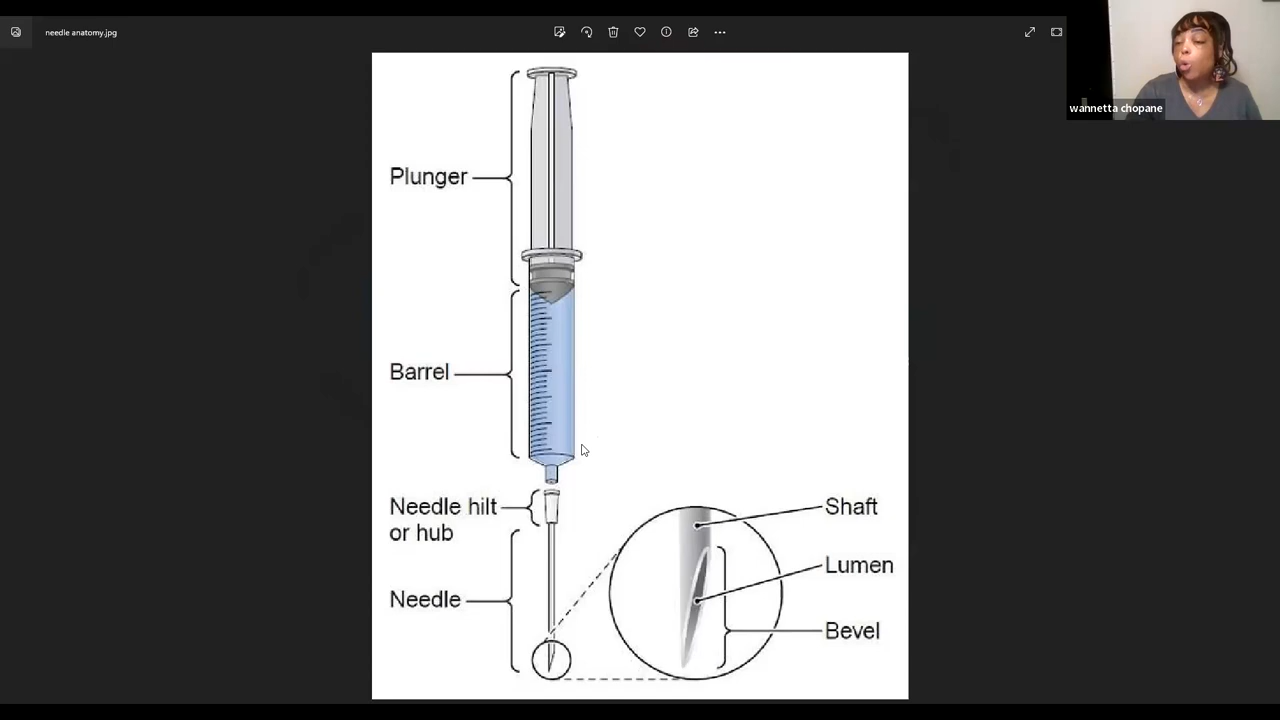 needle anatomy.jpg
wannetta chopane
Plunger
Barrel
Needle hilt
or hub
Needle
Shaft
Lumen
Bevel